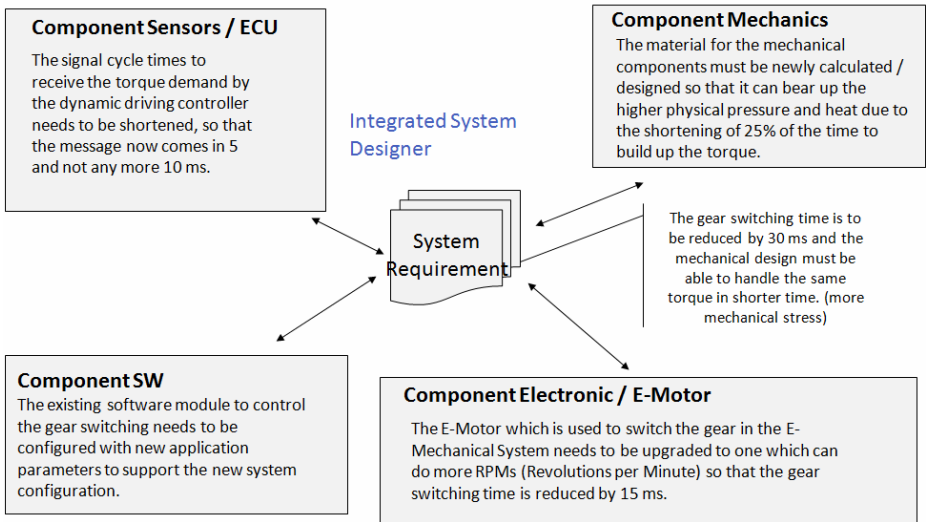 Component Sensors / ECU
The signal cycle times to
receive the torque demand by
the dynamic driving controller
needs to be shortened, so that
the message now comes in 5
and not any more 10 ms.
Component Mechanics
The material for the mechanical
components must be newly calculated /
designed so that it can bear up the
higher physical pressure and heat due to
the shortening of 25% of the time to
build up the torque.
Integrated System
Designer
System
Requirement
The gear switching time is to
be reduced by 30 ms and the
mechanical design must be
able to handle the same
torque in shorter time. (more
mechanical stress)
Component SW
The existing software module to control
the gear switching needs to be
configured with new application
parameters to support the new system
configuration.
Component Electronic / E-Motor
The E-Motor which is used to switch the gear in the E-
Mechanical System needs to be upgraded to one which can
do more RPMs (Revolutions per Minute) so that the gear
switching time is reduced by 15 ms.